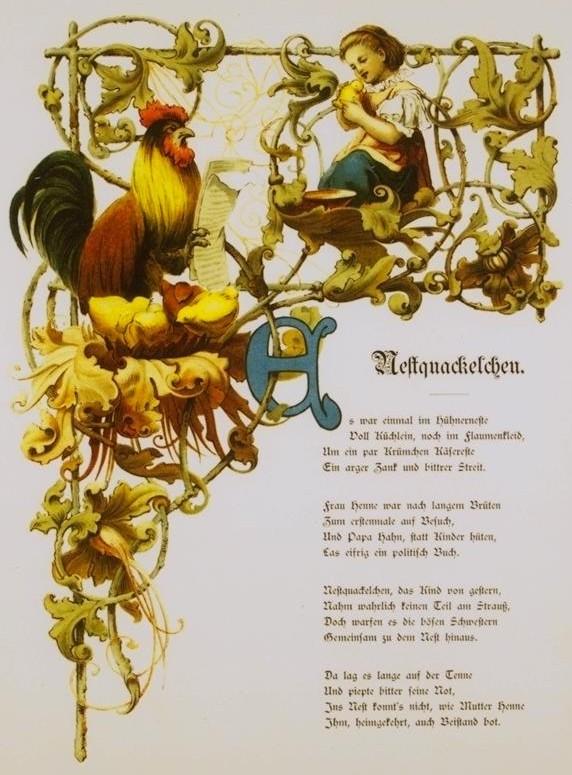 Nestquackelchen.
Es war einmal im Hühnerneste
Voll Küchlein, noch im Flaumenkleid,
Um ein par Krümchen Käsereste
Ein arger Zank und bittrer Streit.
Frau Henne war nach langem Brüten
Zum erstenmale auf Besuch,
Und Papa Hahn, statt Kinder hüten,
Las eifrig ein politisch Buch.
Nestquackelchen, das Kind von gestern,
Nahm wahrlich keinen Teil am Strauß,
Doch warfen es die bösen Schwestern
Gemeinsam zu dem Nest hinaus.
Da lag es lange auf der Tenne
Und piepte bitter seine Not,
Ins Nest konnt's nicht, wie Mutter Henne
Ihm, heimgekehrt, auch Beistand bot.